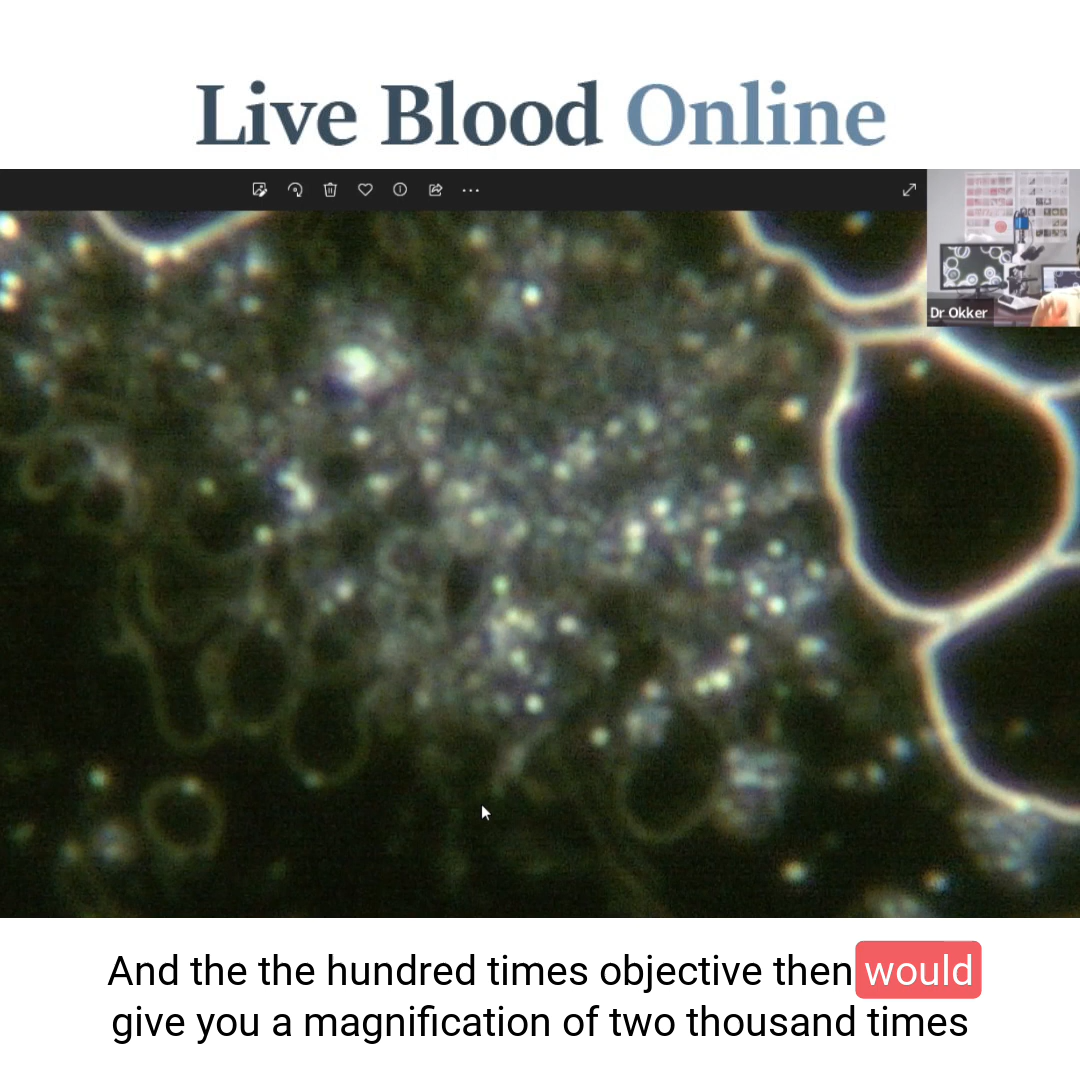 Live Blood Online
Dr Okker
And the the hundred times objective then would
give you a magnification of two thousand times